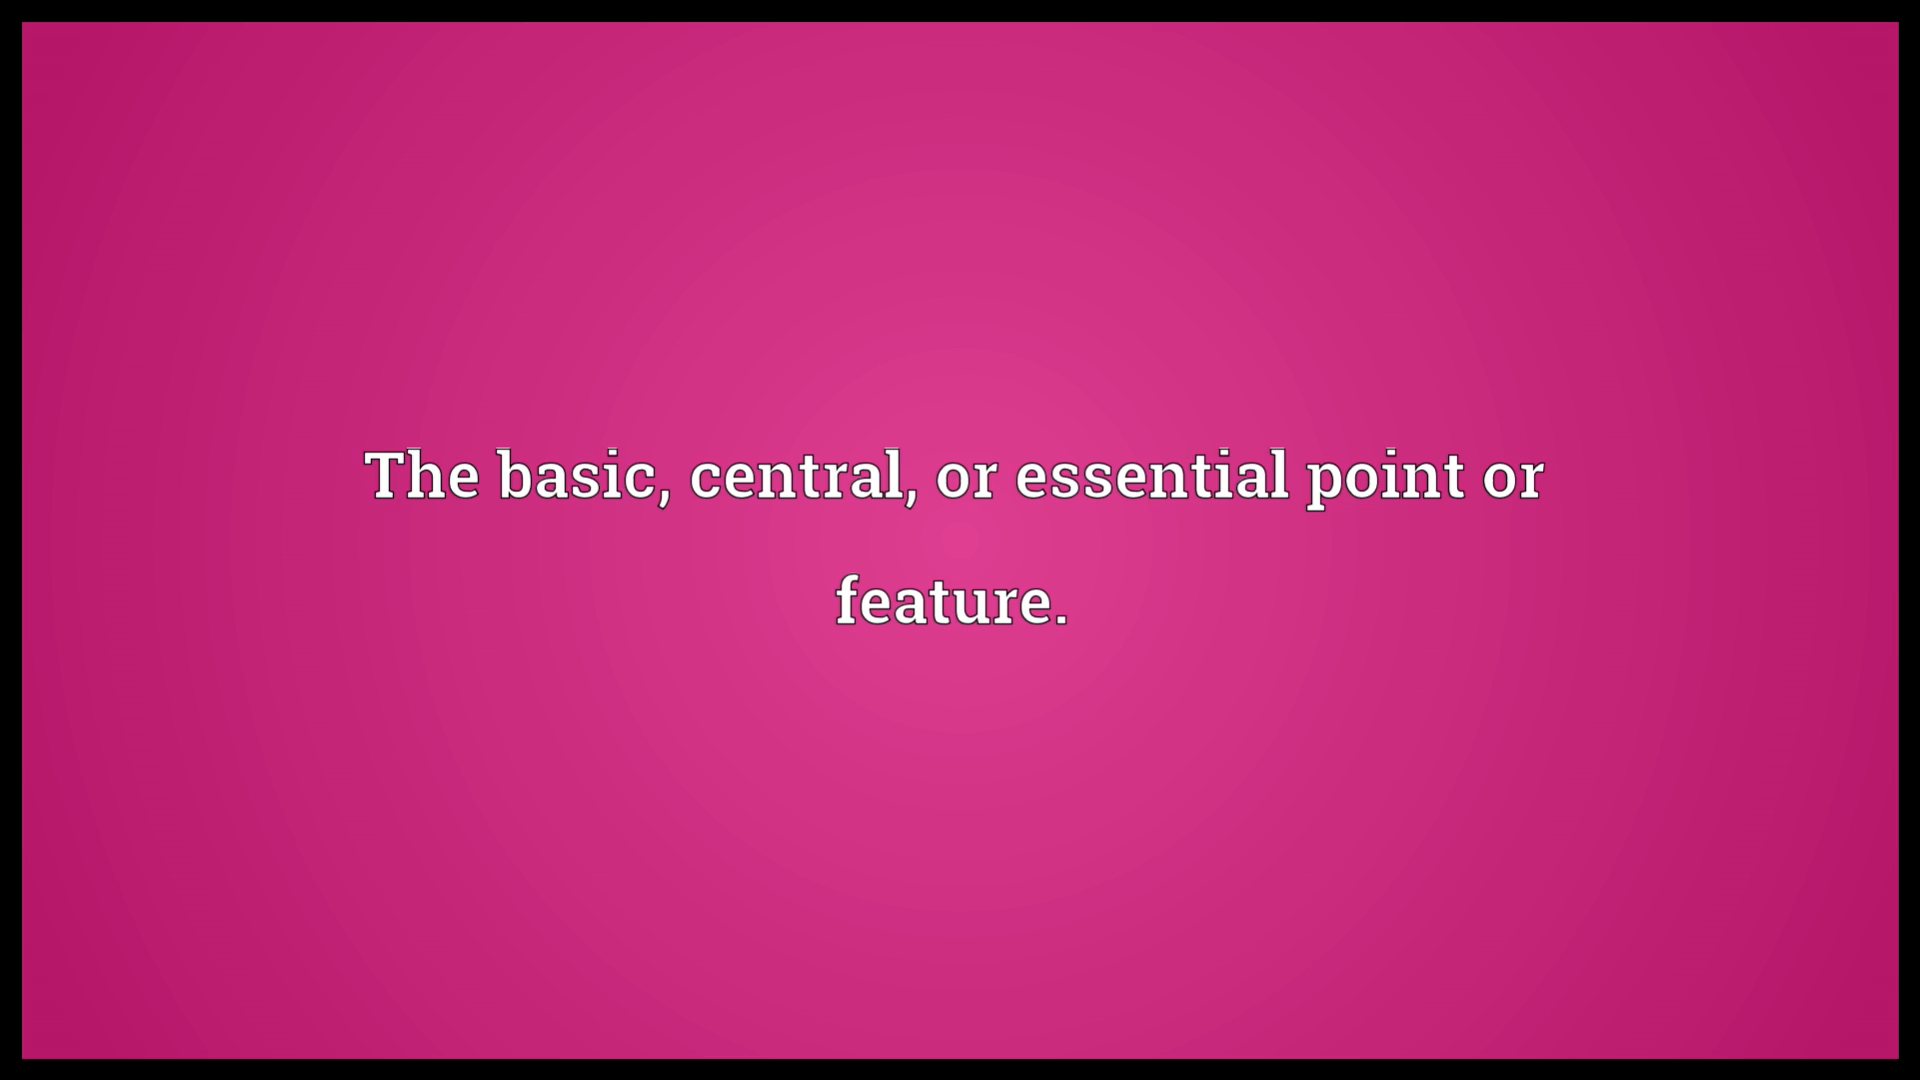 The basic, central, or essential point or
feature.